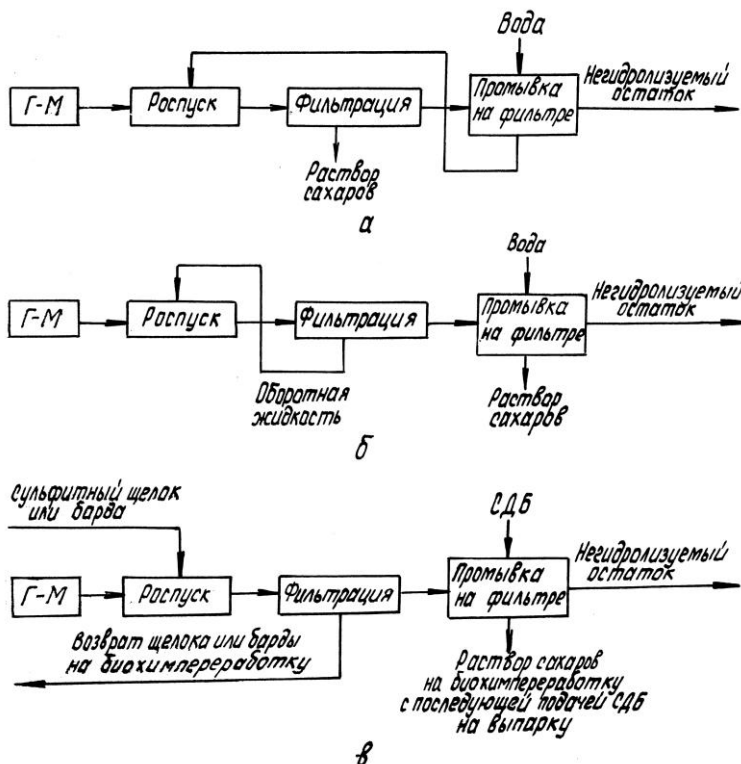 Вода
Негидролизуемый
остаток
Г-М
Роспуск
Фильтрация
Промывка
на фильтре
Раствор
сахаров
а
Вода
Негидролизуемый
остаток
Г-М
Роспуск
Фильтрация
Промывка
на фильтре
Оборотная
жидкость
Раствор
сахаров
б
Сульфитный щелок
или барда
СДБ
Негидролизуемый
остаток
Г-М
Роспуск
Фильтрация
Промывка
на фильтре
Возврат щелока или барды
на биохимпереработку
Раствор сахаров
на биохимпереработку
с последующей подачей СДБ
на выпарку
в